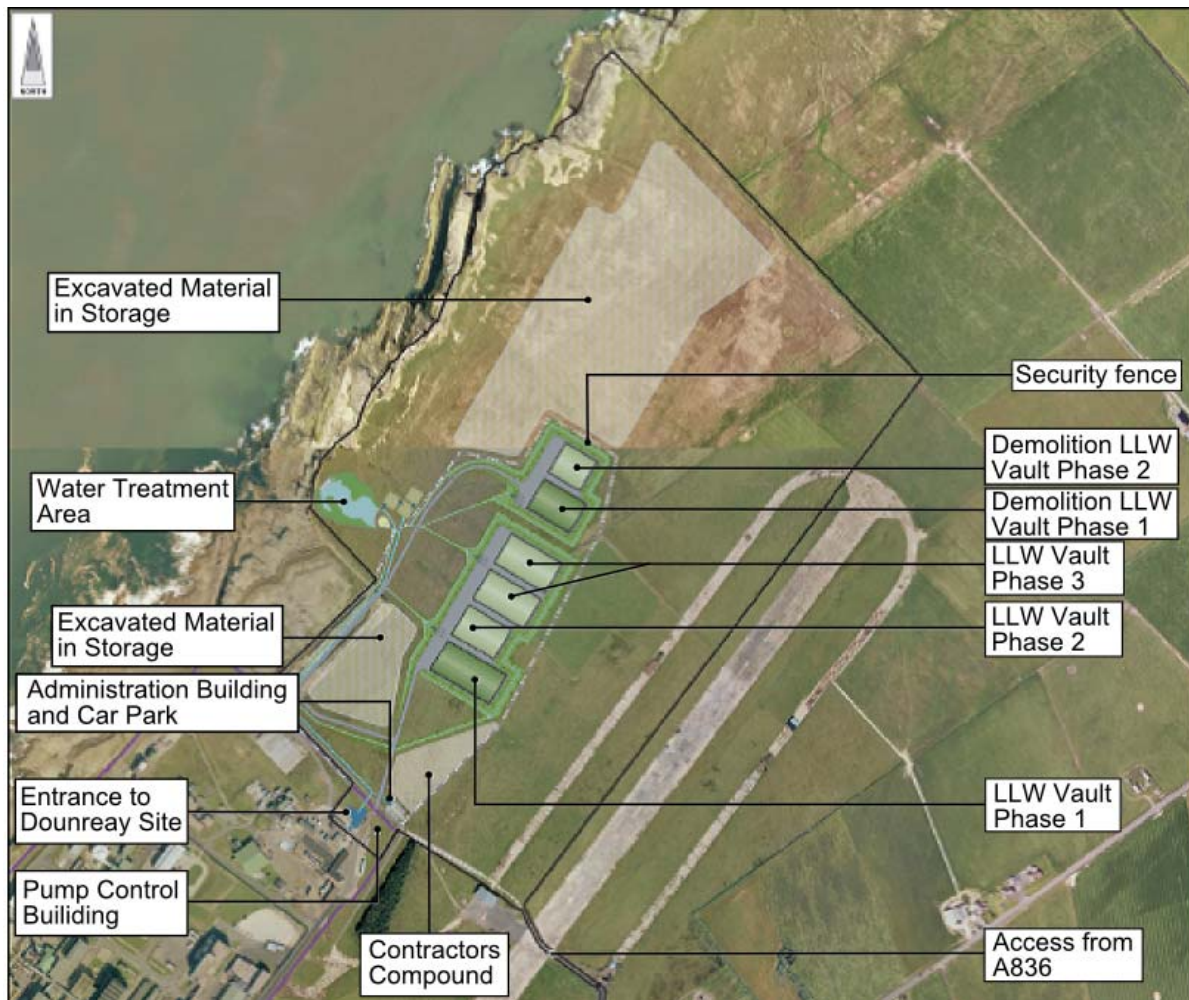 NORTH
Excavated Material
in Storage
Security fence
Demolition LLW
Vault Phase 2
Water Treatment
Area
Demolition LLW
Vault Phase 1
LLW Vault
Phase 3
Excavated Material
in Storage
LLW Vault
Phase 2
Administration Building
and Car Park
Entrance to
Dounreay Site
LLW Vault
Phase 1
Pump Control
Builiding
Contractors
Compound
Access from
A836